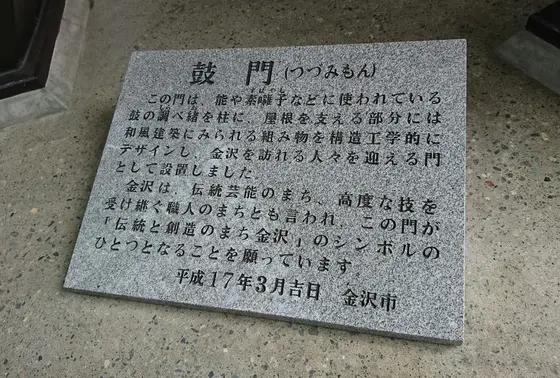 鼓門(つづみもん)
この門は、能や素囃子などに使われている
鼓の調べ緒を柱に、屋根を支える部分には
和風建築にみられる組み物を構造工学的に
デザインし、金沢を訪れる人々を迎える門
として設置しました。
金沢は、伝統芸能のまち、高度な技を
受け継ぐ職人のまちとも言われ、この門が
「伝統と創造のまち金沢」のシンボルの
ひとつとなることを願っています。
平成17年3月吉日 金沢市